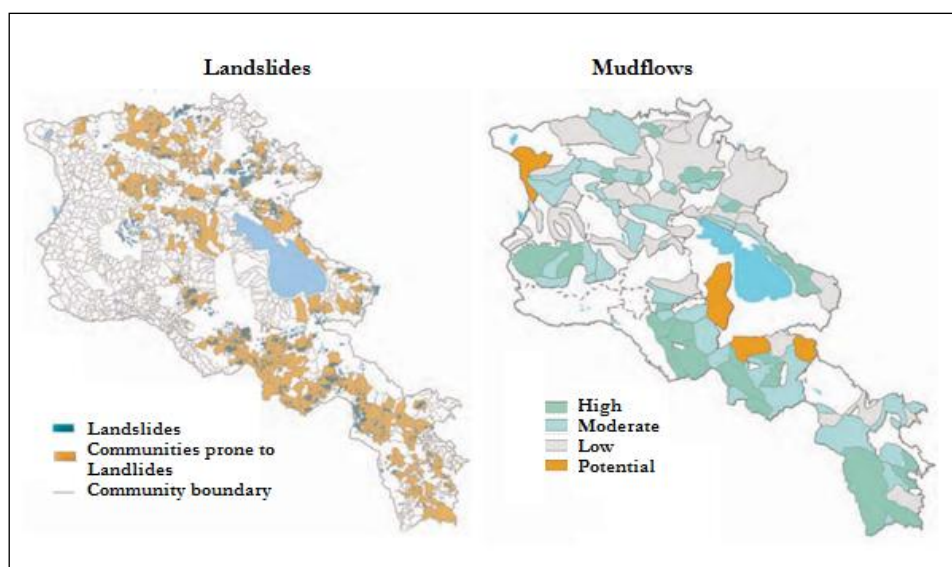 Landslides
Mudflows
Landslides
Communities prone to
Landlides
Community boundary
High
Moderate
Low
Potential